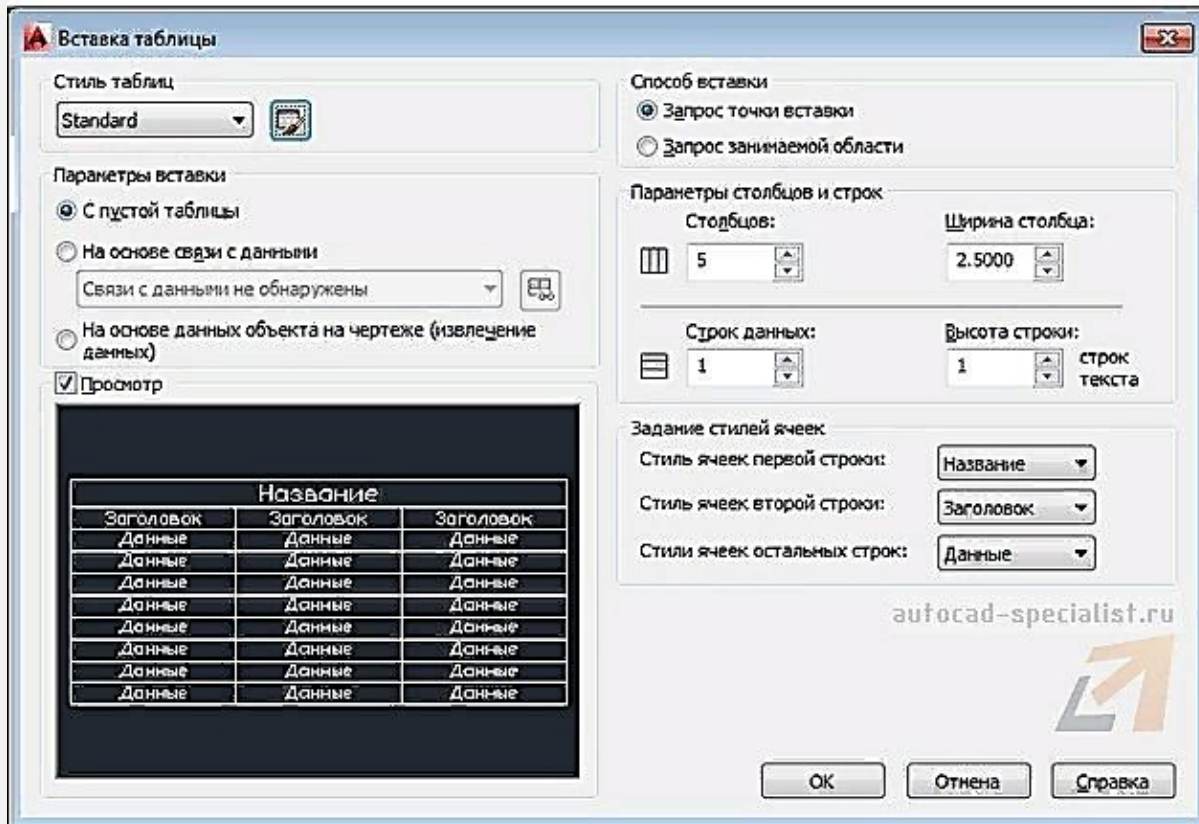 Вставка таблицы
Стиль таблиц
Standard
Параметры вставки
С пустой таблицы
На основе связи с данными
Связи с данными не обнаружены
На основе данных объекта на чертеже (извлечение
данных)
Просмотр
Название
Заголовок Заголовок Заголовок
Данные Данные Данные
Данные Данные Данные
Данные Данные Данные
Данные Данные Данные
Данные Данные Данные
Данные Данные Данные
Данные Данные Данные
Данные Данные Данные
Способ вставки
Запрос точки вставки
Запрос занимаемой области
Параметры столбцов и строк
Столбцов: Ширина столбца:
5 2.5000
Строк данных: Высота строки:
1 1 строк
текста
Задание стилей ячеек
Стиль ячеек первой строки: Название
Стиль ячеек второй строки: Заголовок
Стили ячеек остальных строк: Данные
autocad-specialist.ru
ОК Отмена Справка